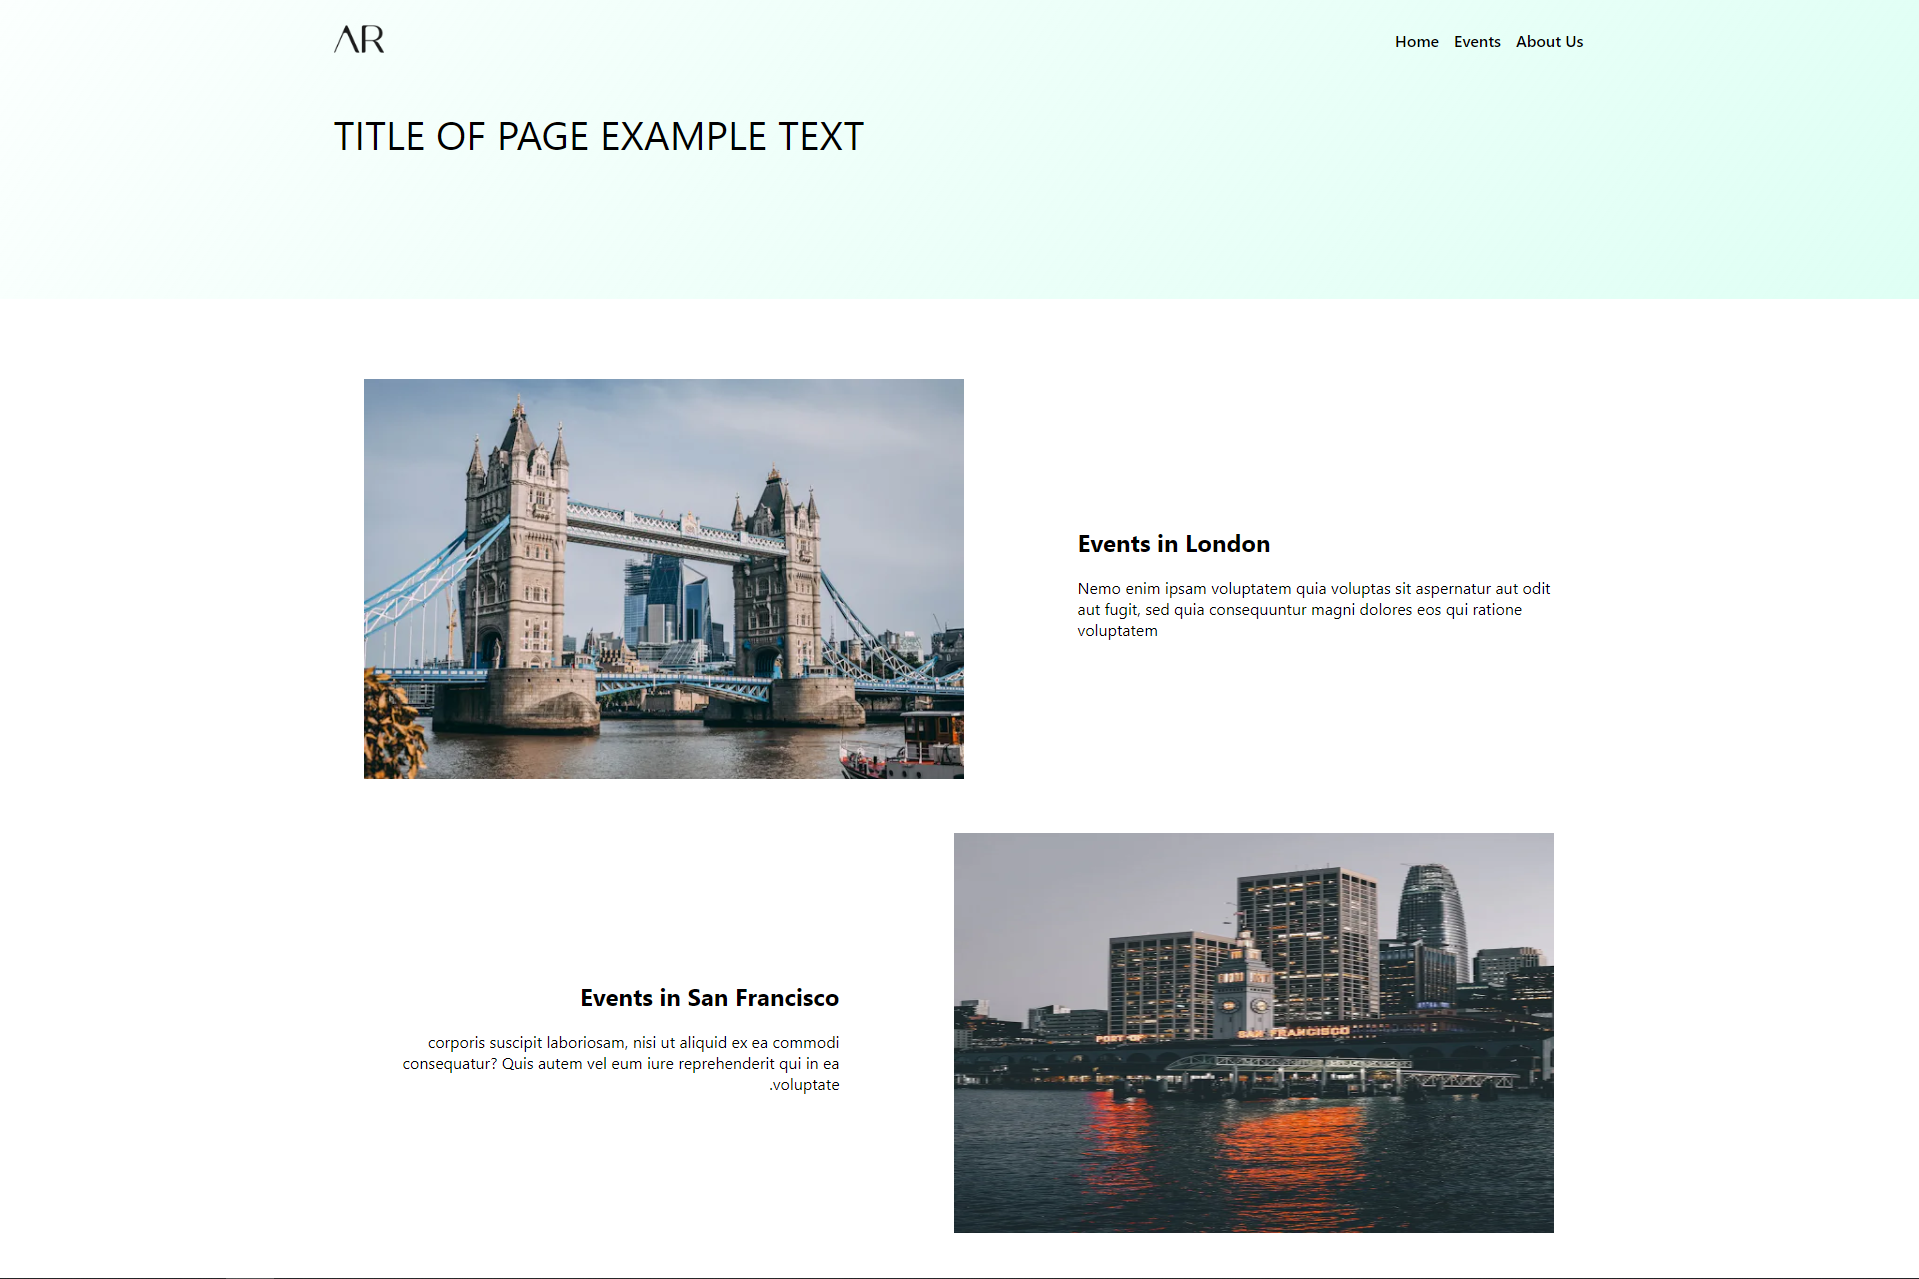 AR
Home Events About Us
TITLE OF PAGE EXAMPLE TEXT
Events in London
Nemo enim ipsam voluptatem quia voluptas sit aspernatur aut odit
aut fugit, sed quia consequuntur magni dolores eos qui ratione
voluptatem
Events in San Francisco
corporis suscipit laboriosam, nisi ut aliquid ex ea commodi
consequatur? Quis autem vel eum iure reprehenderit qui in ea
.voluptate
PORT OF SAN FRANCISCO